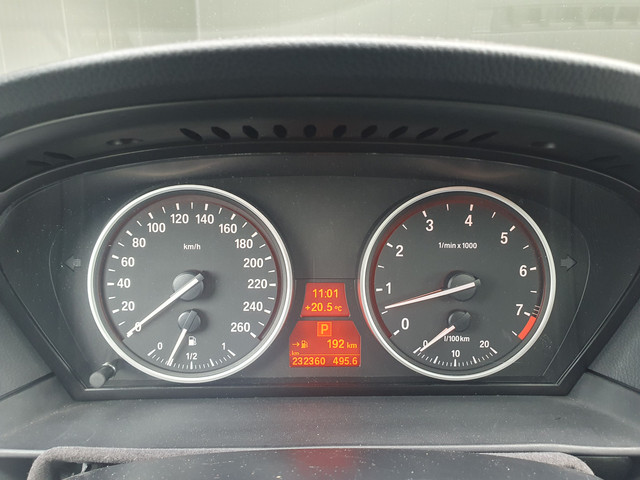 120 140
100 160
80 180
60 200
40 220
20 240
0 260
km/h
0 1/2 1
11:01
+20.5 °C
P
→ 192 km
km
232360 495.6
3 4
2 5
1 6
0 7
1/min x 1000
l/100km
0 10 20